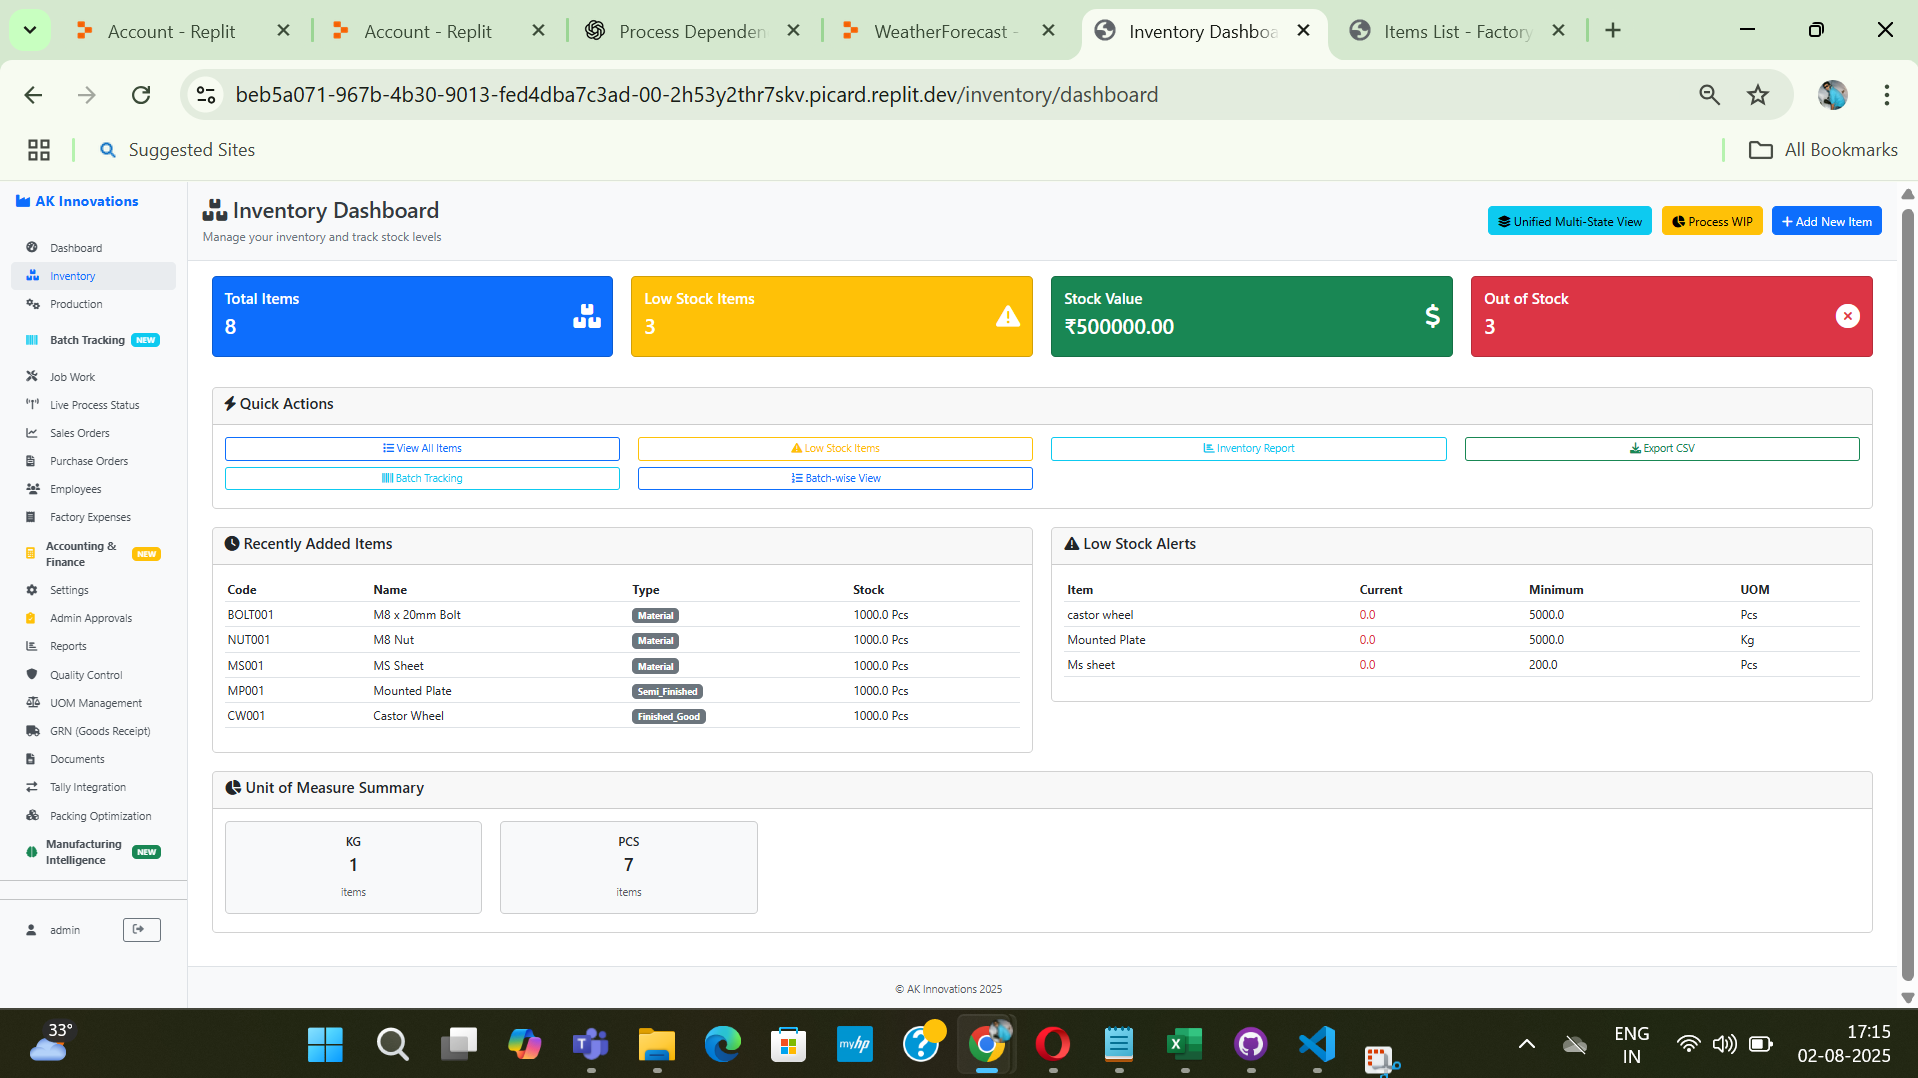 Account - Replit
Account - Replit
Process Dependen
WeatherForecast -
Inventory Dashboa
Items List - Factory
beb5a071-967b-4b30-9013-fed4dba7c3ad-00-2h53y2thr7skv.picard.replit.dev/inventory/dashboard
Suggested Sites
All Bookmarks
AK Innovations
Dashboard
Inventory
Production
Batch Tracking NEW
Job Work
Live Process Status
Sales Orders
Purchase Orders
Employees
Factory Expenses
Accounting & Finance NEW
Settings
Admin Approvals
Reports
Quality Control
UOM Management
GRN (Goods Receipt)
Documents
Tally Integration
Packing Optimization
Manufacturing Intelligence NEW
admin
Inventory Dashboard
Manage your inventory and track stock levels
Unified Multi-State View
Process WIP
+ Add New Item
Total Items
8
Low Stock Items
3
Stock Value
₹500000.00
Out of Stock
3
Quick Actions
View All Items
Low Stock Items
Inventory Report
Export CSV
Batch Tracking
Batch-wise View
Recently Added Items
Code Name Type Stock
BOLT001 M8 x 20mm Bolt Material 1000.0 Pcs
NUT001 M8 Nut Material 1000.0 Pcs
MS001 MS Sheet Material 1000.0 Pcs
MP001 Mounted Plate Semi_Finished 1000.0 Pcs
CW001 Castor Wheel Finished_Good 1000.0 Pcs
Low Stock Alerts
Item Current Minimum UOM
castor wheel 0.0 5000.0 Pcs
Mounted Plate 0.0 5000.0 Kg
Ms sheet 0.0 200.0 Pcs
Unit of Measure Summary
KG
1
items
PCS
7
items
© AK Innovations 2025
33°
myhp
ENG
IN
17:15
02-08-2025